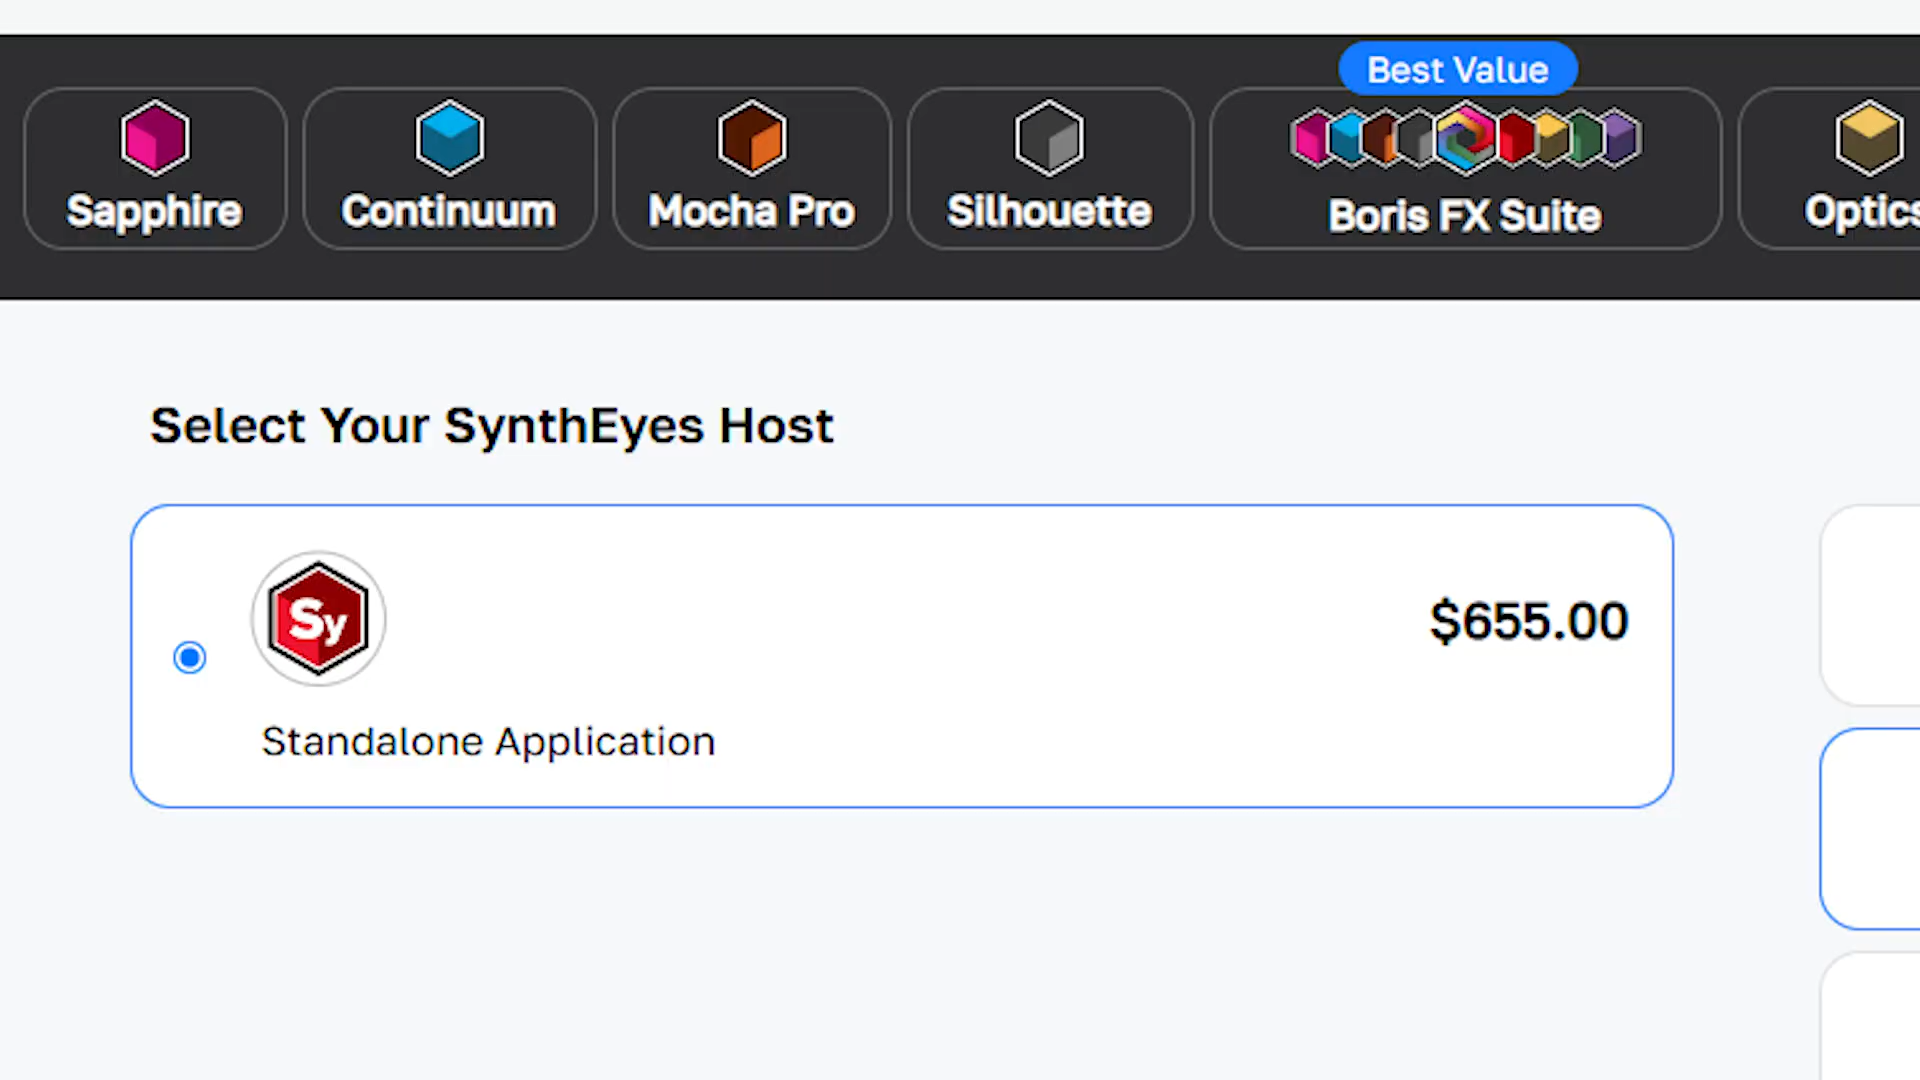 Best Value
Sapphire
Continuum
Mocha Pro
Silhouette
Boris FX Suite
Optics
Select Your SynthEyes Host
Sy
$655.00
Standalone Application